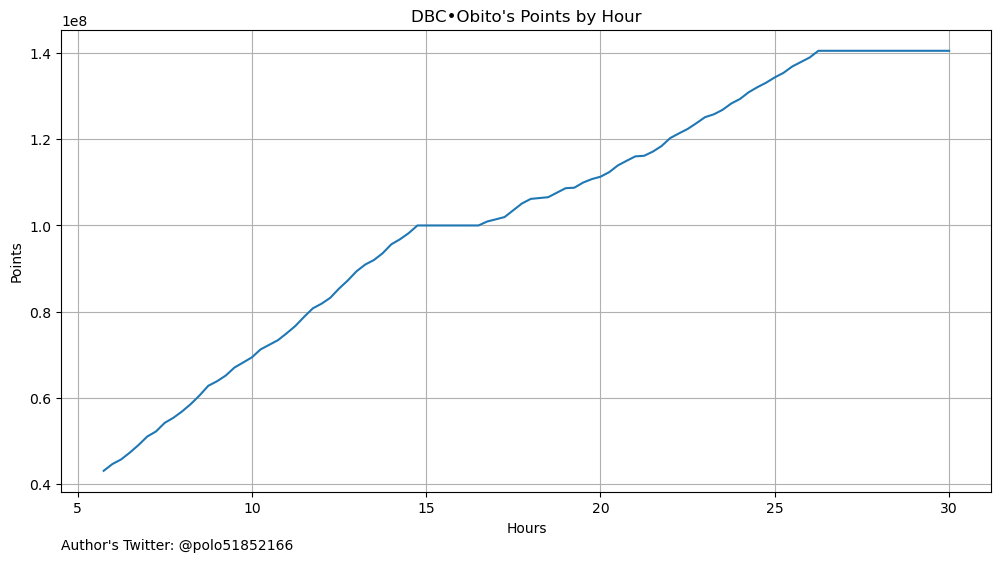 DBC•Obito's Points by Hour
1e8
1.4
1.2
1.0
0.8
0.6
0.4
Points
5 10 15 20 25 30
Hours
Author's Twitter: @polo51852166